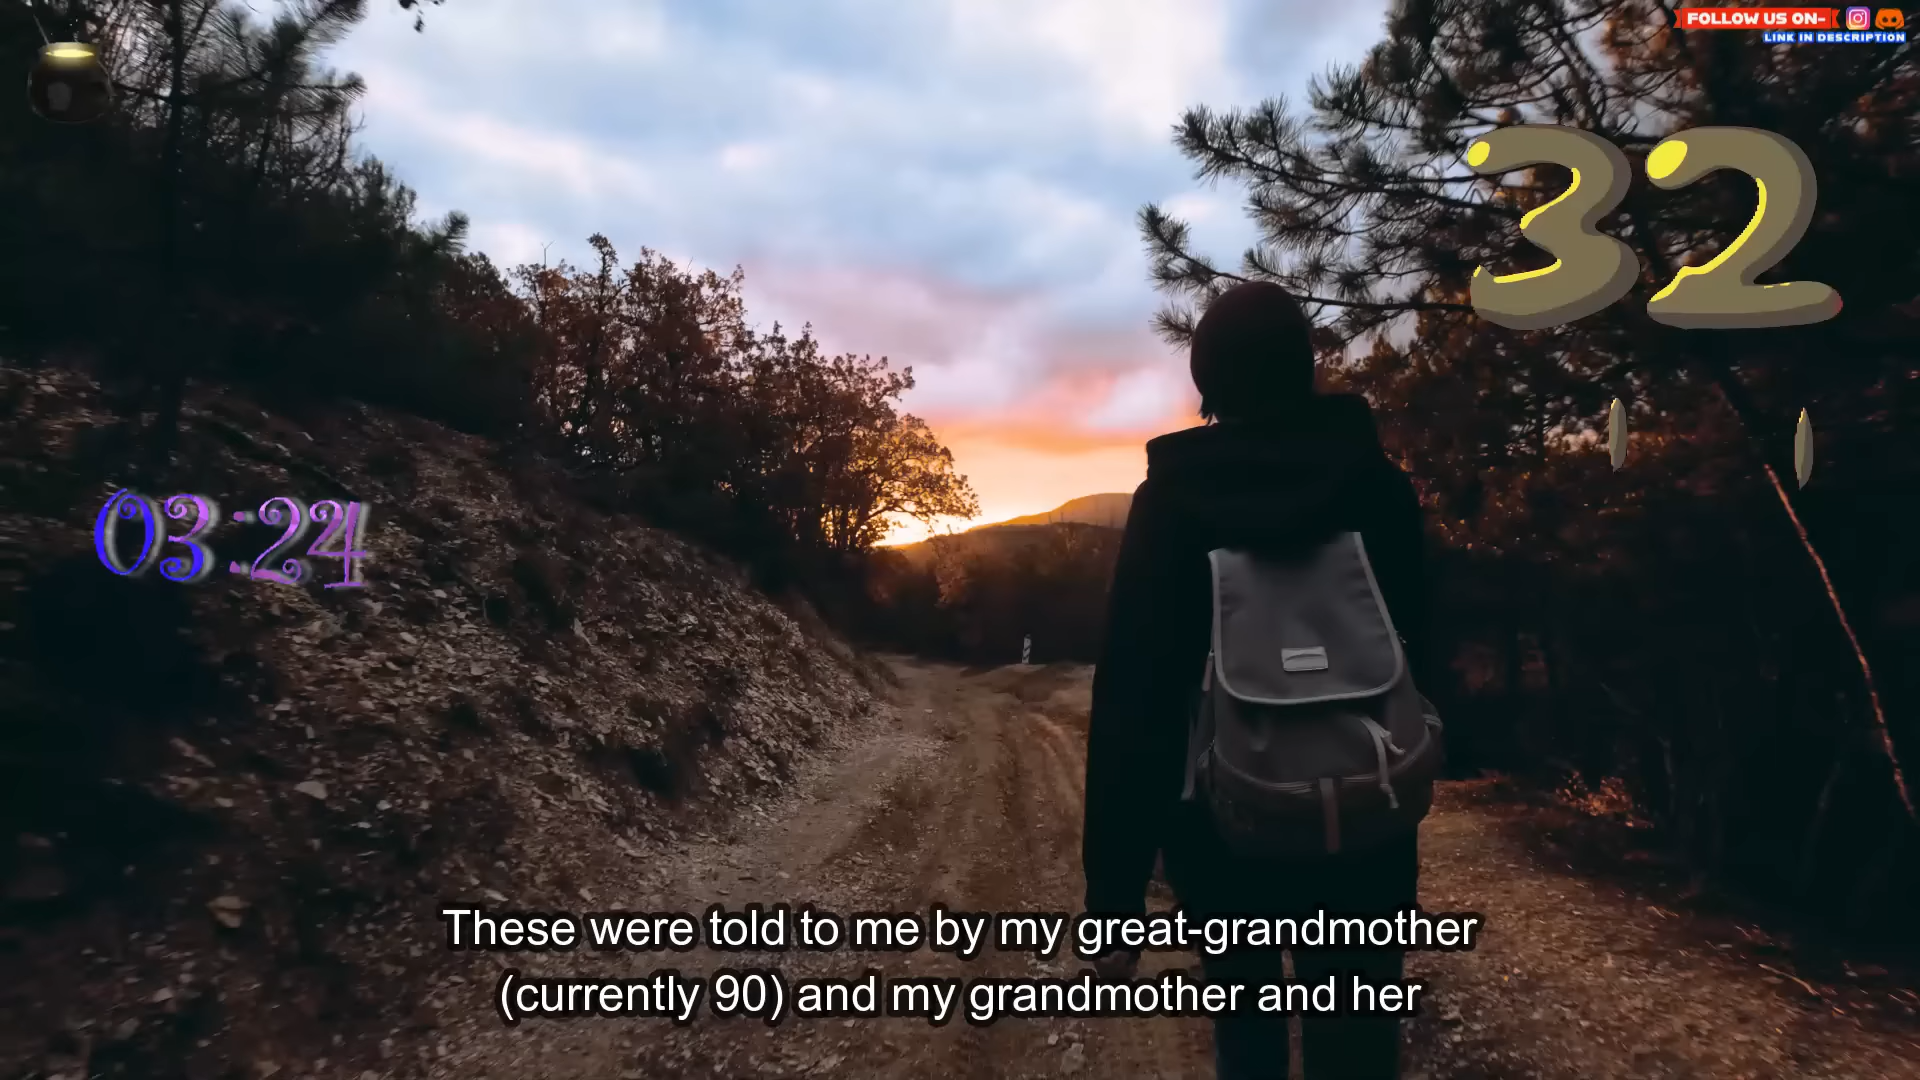 FOLLOW US ON-
LINK IN DESCRIPTION
32
03:24
These were told to me by my great-grandmother
(currently 90) and my grandmother and her